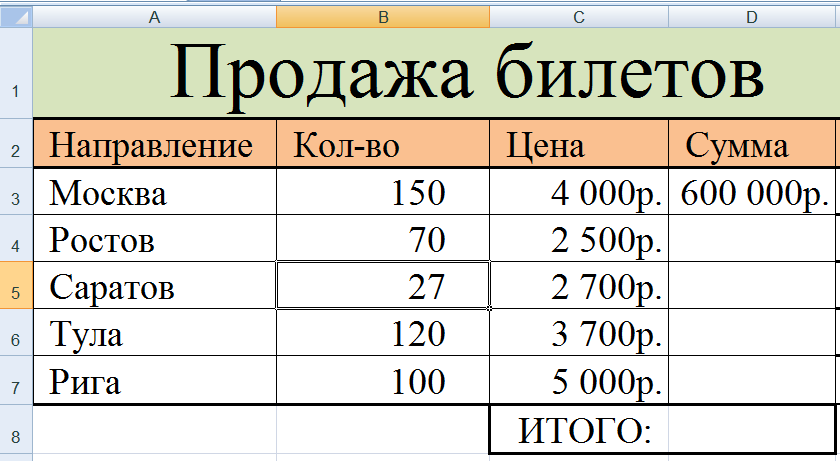 A B C D
1 Продажа билетов
2 Направление Кол-во Цена Сумма
3 Москва 150 4 000р. 600 000р.
4 Ростов 70 2 500р.
5 Саратов 27 2 700р.
6 Тула 120 3 700р.
7 Рига 100 5 000р.
8 ИТОГО: